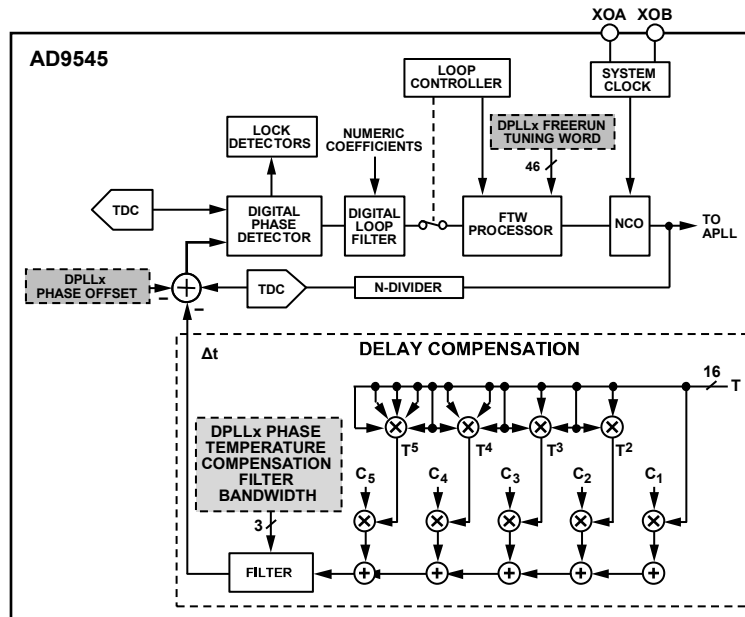 XOA XOB
AD9545
SYSTEM
CLOCK
LOOP
CONTROLLER
LOCK
DETECTORS
NUMERIC
COEFFICIENTS
DPLLx FREERUN
TUNING WORD
46
TDC
DIGITAL
PHASE
DETECTOR
DIGITAL
LOOP
FILTER
FTW
PROCESSOR
NCO
TO
APLL
DPLLx
PHASE OFFSET
–
+
–
TDC
N-DIVIDER
Δt
DELAY COMPENSATION
16
T
× × × ×
T5 T4 T3 T2
DPLLx PHASE
TEMPERATURE
COMPENSATION
FILTER
BANDWIDTH
3
C5 C4 C3 C2 C1
× × × × ×
FILTER
+ + + + +